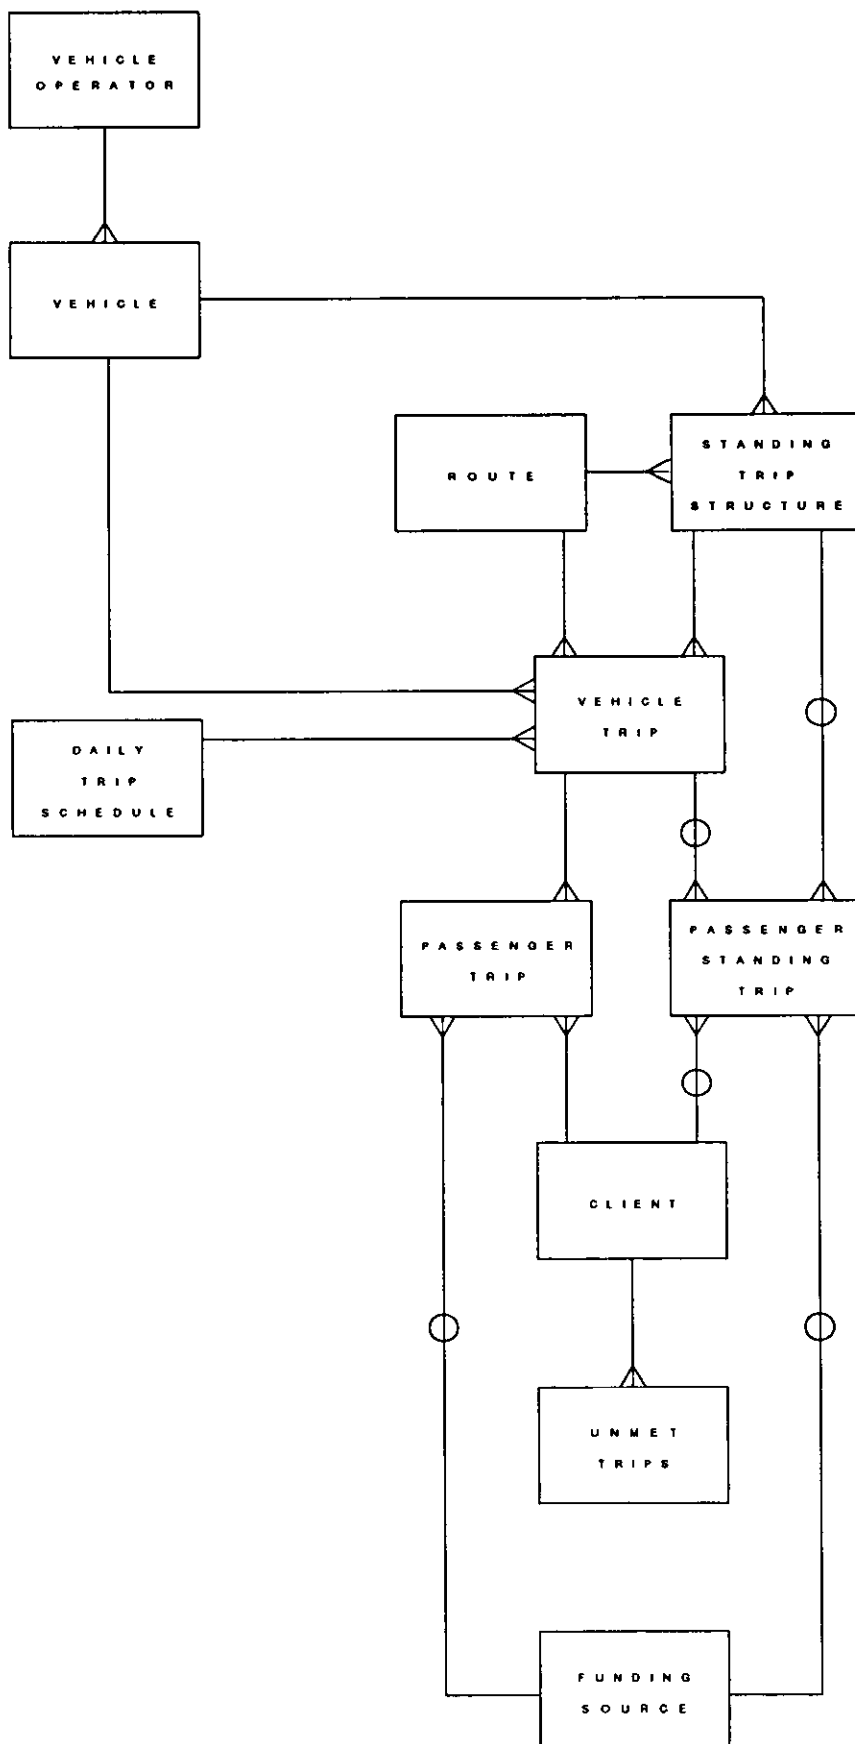 VEHICLE
OPERATOR
VEHICLE
ROUTE
STANDING
TRIP
STRUCTURE
VEHICLE
TRIP
DAILY
TRIP
SCHEDULE
PASSENGER
TRIP
PASSENGER
STANDING
TRIP
CLIENT
UNMET
TRIPS
FUNDING
SOURCE